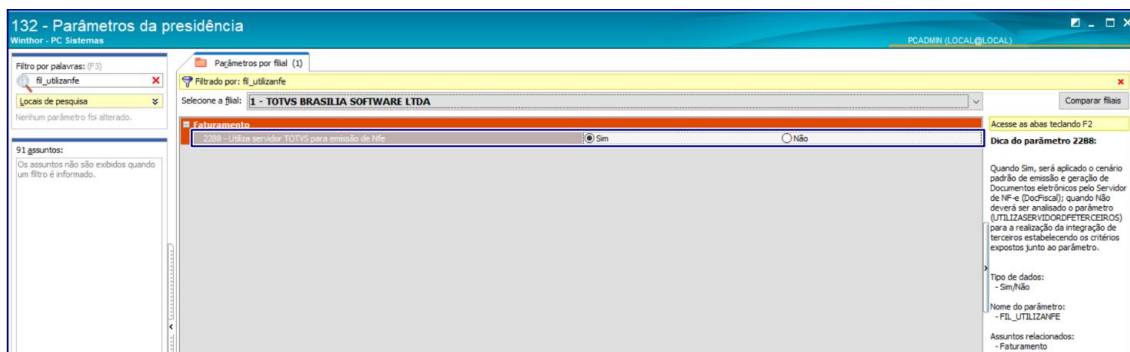 132 - Parâmetros da presidência
Winthor - PC Sistemas
PCADMIN (LOCAL@LOCAL)
Filtro por palavras: (F3)
fil_utilizanfe
Locais de pesquisa
Nenhum parâmetro foi alterado.
91 assuntos:
Os assuntos não são exibidos quando
um filtro é informado.
Parâmetros por filial (1)
Filtrado por: fil_utilizanfe
Selecione a filial: 1 - TOTVS BRASILIA SOFTWARE LTDA
Comparar filiais
Faturamento
2288 - Utiliza servidor TOTVS para emissão de Nfe
Sim
Não
Acesse as abas teclando F2
Dica do parâmetro 2288:
Quando Sim, será aplicado o cenário
padrão de emissão e geração de
Documentos eletrônicos pelo Servidor
de NF-e (DocFiscal); quando Não
deverá ser analisado o parâmetro
(UTILIZASERVIDORDFETERCEIROS)
para a realização da integração de
terceiros estabelecendo os critérios
expostos junto ao parâmetro.
Tipo de dados:
- Sim/Não
Nome do parâmetro:
- FIL_UTILIZANFE
Assuntos relacionados:
- Faturamento